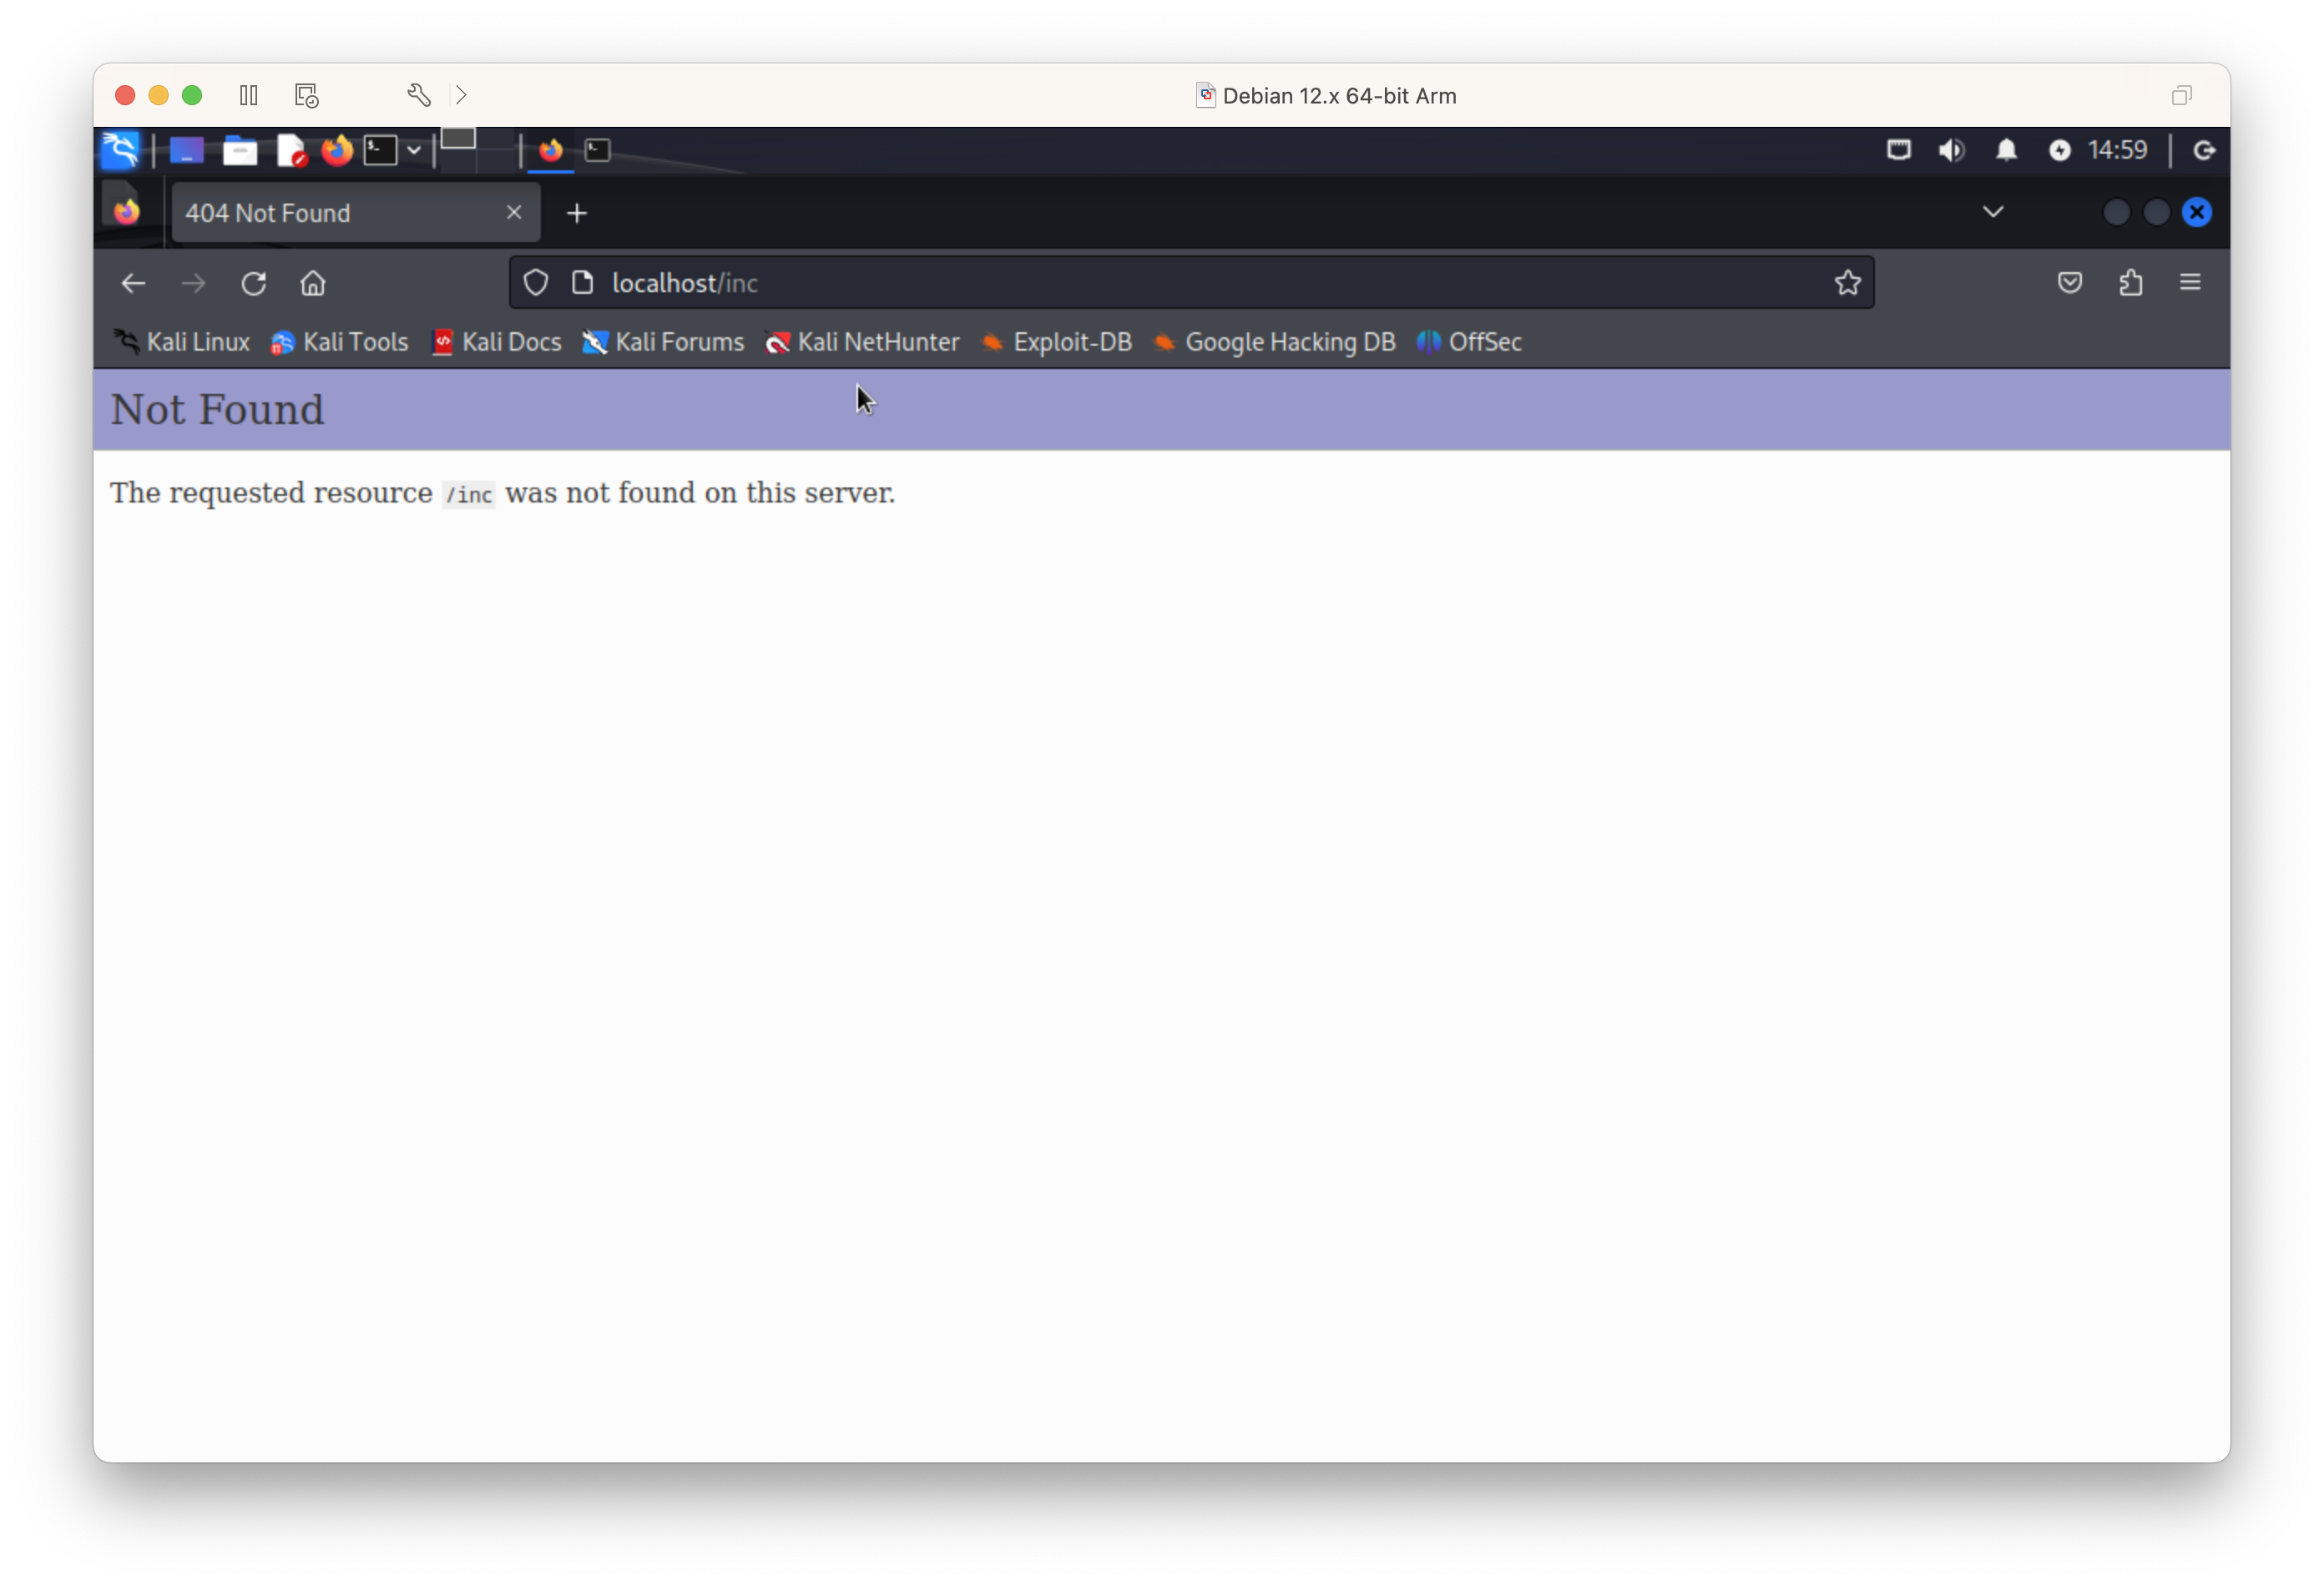 Debian 12.x 64-bit Arm
14:59
404 Not Found
localhost/inc
Kali Linux Kali Tools Kali Docs Kali Forums Kali NetHunter Exploit-DB Google Hacking DB OffSec
Not Found
The requested resource /inc was not found on this server.